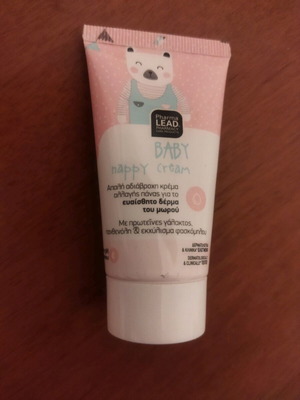 Pharma
LEAD
BABY
nappy cream
Απαλή αδιάβροχη κρέμα
αλλαγής πάνας για το
ευαίσθητο δέρμα
του μωρού
Με πρωτεΐνες γάλακτος,
πανθενόλη & εκχύλισμα φασκόμηλου